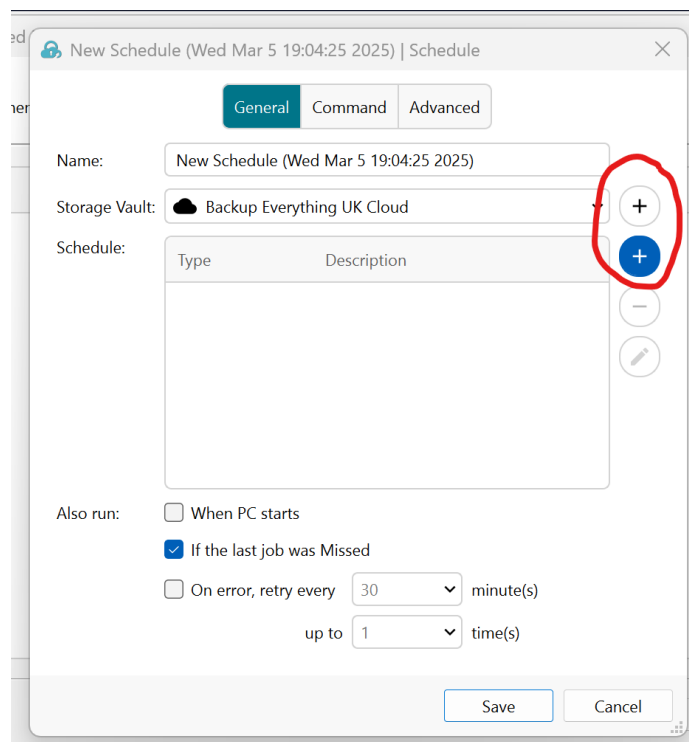 ed
New Schedule (Wed Mar 5 19:04:25 2025) | Schedule
ner
General Command Advanced
Name: New Schedule (Wed Mar 5 19:04:25 2025)
Storage Vault: Backup Everything UK Cloud
Schedule:
Type Description
Also run: When PC starts
If the last job was Missed
On error, retry every 30 minute(s)
up to 1 time(s)
Save Cancel